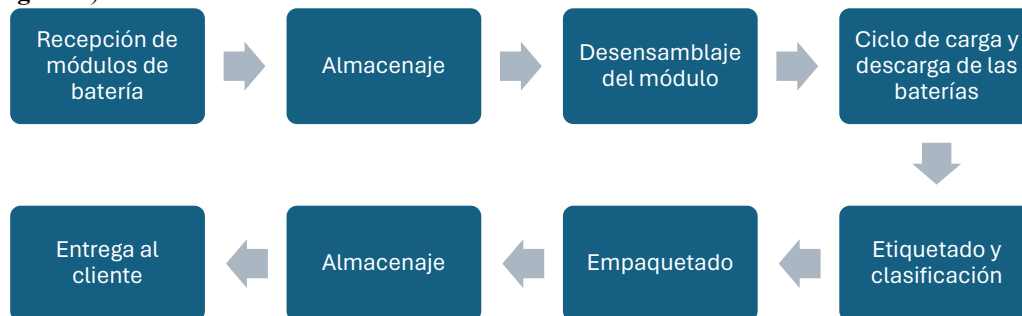 Recepción de
módulos de
batería
Almacenaje
Desensamblaje
del módulo
Ciclo de carga y
descarga de las
baterías
Etiquetado y
clasificación
Empaquetado
Almacenaje
Entrega al
cliente